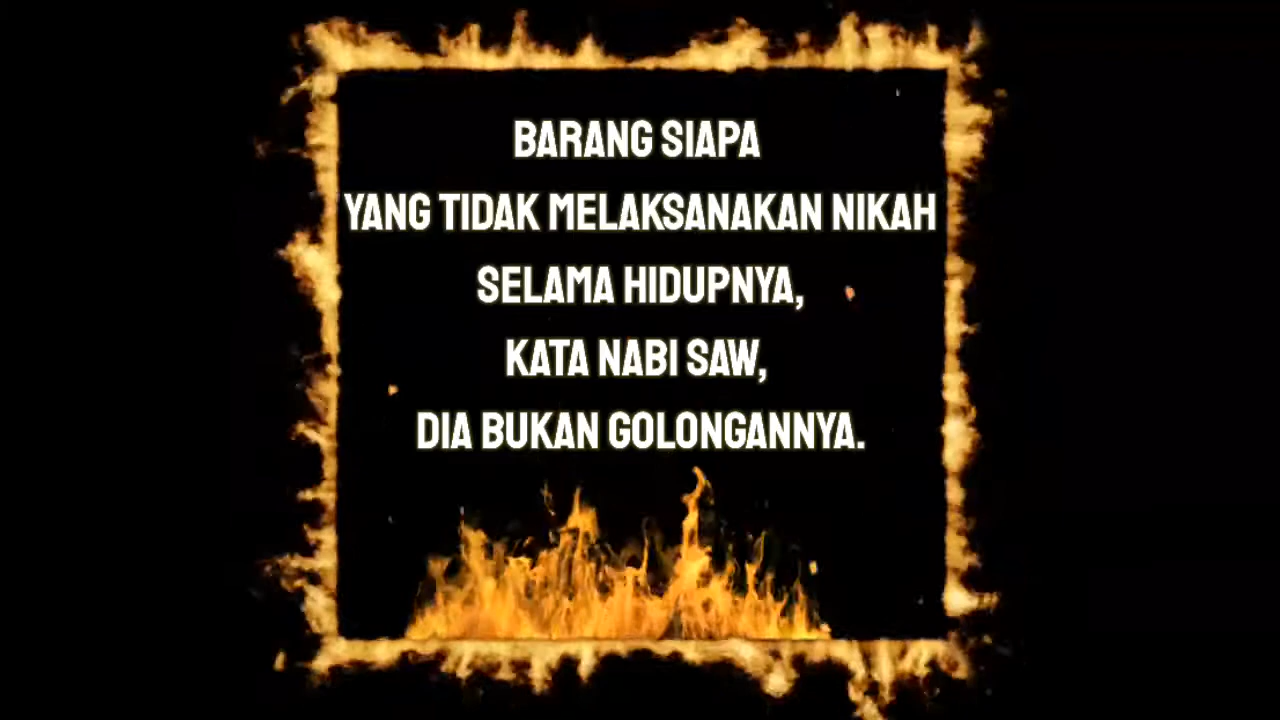 BARANG SIAPA
YANG TIDAK MELAKSANAKAN NIKAH
SELAMA HIDUPNYA,
KATA NABI SAW,
DIA BUKAN GOLONGANNYA.